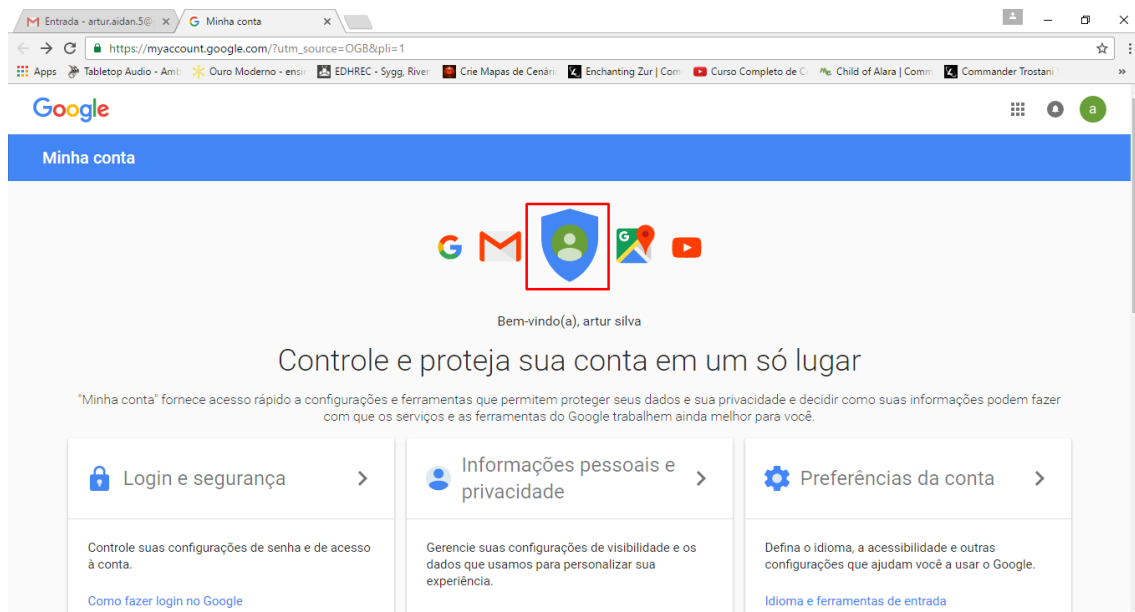 Entrada - artur.aidan.5@
Minha conta
https://myaccount.google.com/?utm_source=OGB&pli=1
Apps Tabletop Audio - Amb Ouro Moderno - ensin EDHREC - Sygg, River Crie Mapas de Cenári Enchanting Zur | Com Curso Completo de C Child of Alara | Comm Commander Trostani »
Google
a
Minha conta
G
G
Bem-vindo(a), artur silva
Controle e proteja sua conta em um só lugar
"Minha conta" fornece acesso rápido a configurações e ferramentas que permitem proteger seus dados e sua privacidade e decidir como suas informações podem fazer
com que os serviços e as ferramentas do Google trabalhem ainda melhor para você.
Login e segurança
Controle suas configurações de senha e de acesso
à conta.
Como fazer login no Google
Informações pessoais e
privacidade
Gerencie suas configurações de visibilidade e os
dados que usamos para personalizar sua
experiência.
Preferências da conta
Defina o idioma, a acessibilidade e outras
configurações que ajudam você a usar o Google.
Idioma e ferramentas de entrada